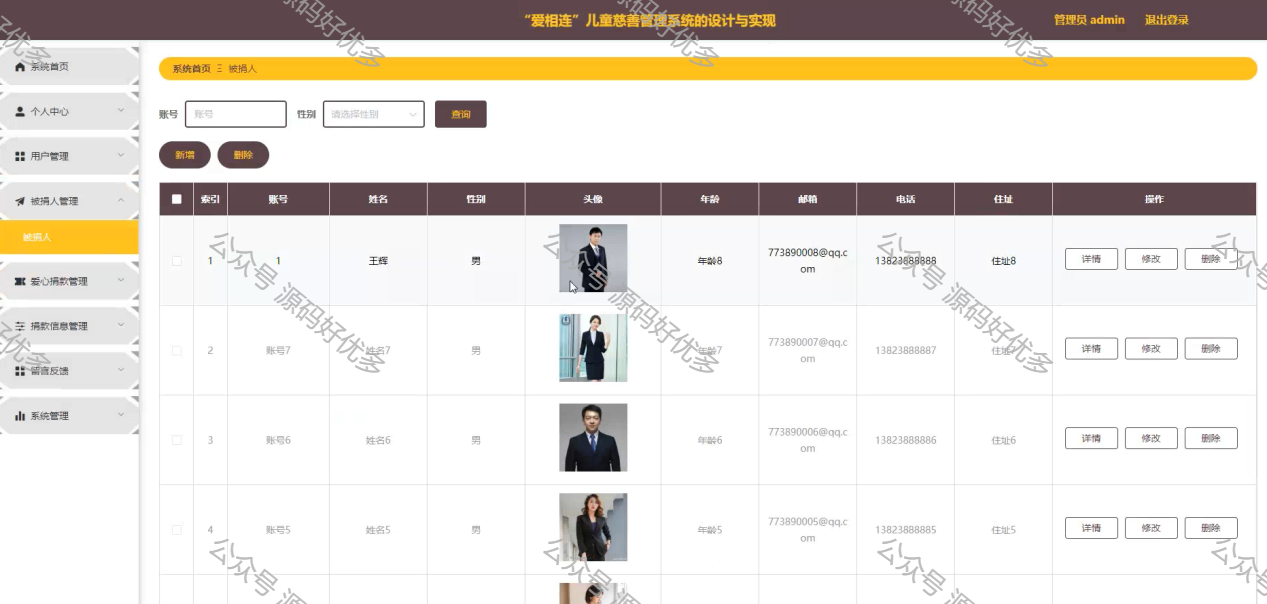 “爱相连”儿童慈善管理系统的设计与实现
管理员 admin 退出登录
系统首页
个人中心
用户管理
被捐人管理
被捐人
爱心捐款管理
捐款信息管理
留言反馈
系统管理
系统首页 Ξ 被捐人
账号 账号 性别 请选择性别 查询
新增 删除
索引 账号 姓名 性别 头像 年龄 邮箱 电话 住址 操作
1 1 王辉 男 年龄8 773890008@qq.c 13823888888 住址8 详情 修改 删除
om
2 账号7 姓名7 男 年龄7 773890007@qq.c 13823888887 住址7 详情 修改 删除
om
3 账号6 姓名6 男 年龄6 773890006@qq.c 13823888886 住址6 详情 修改 删除
om
4 账号5 姓名5 男 年龄5 773890005@qq.c 13823888885 住址5 详情 修改 删除
om
公众号 源码好优多